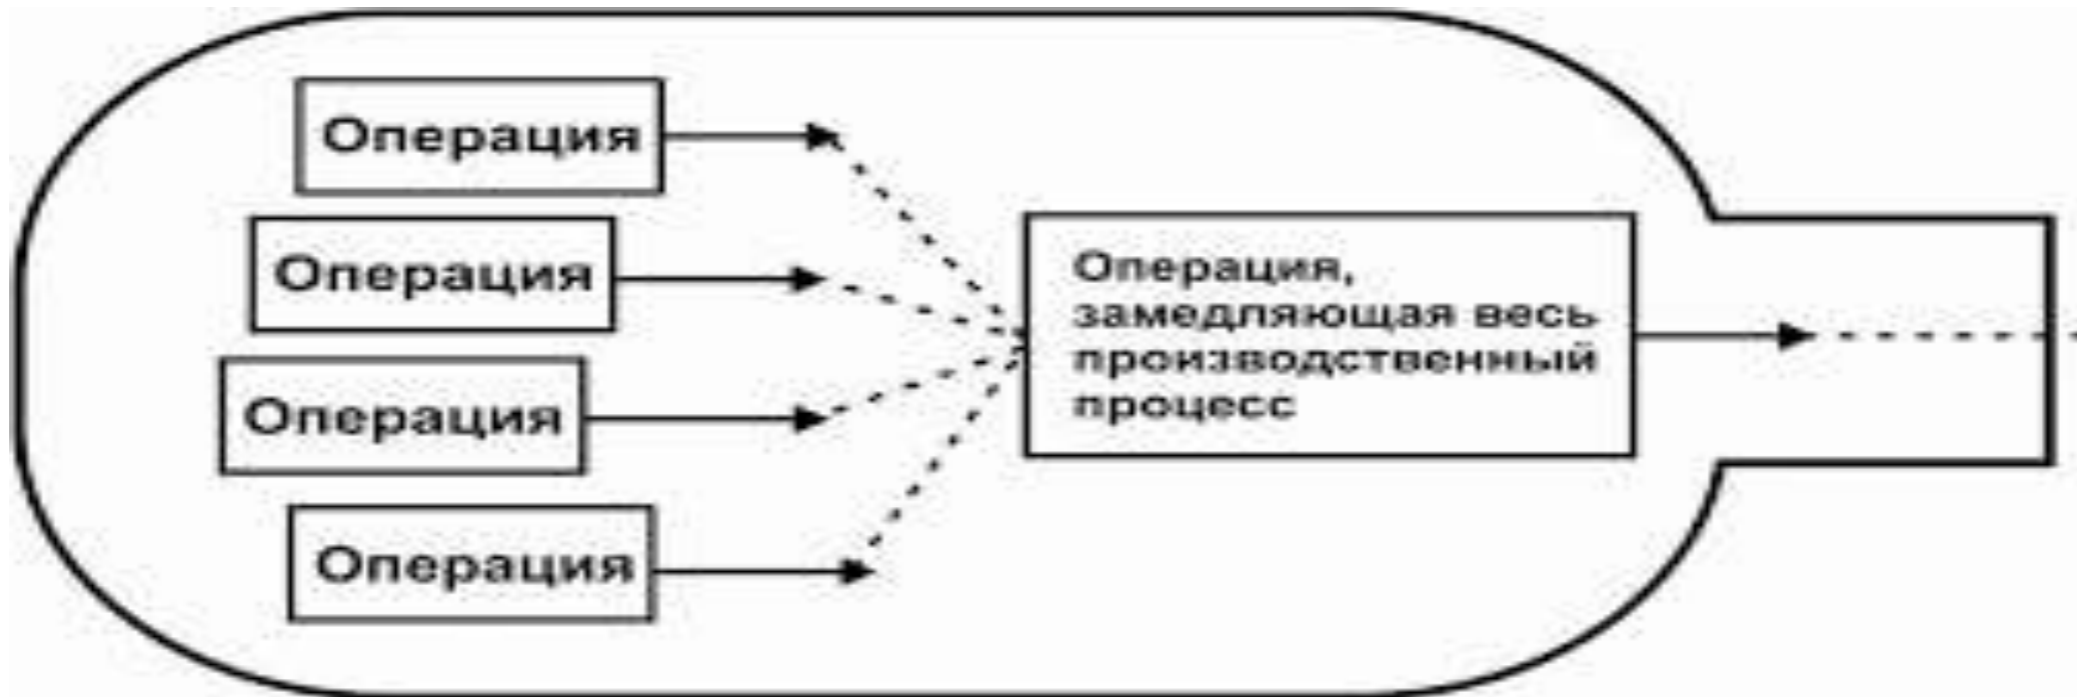 Операция
Операция
Операция
Операция
Операция,
замедляющая весь
производственный
процесс